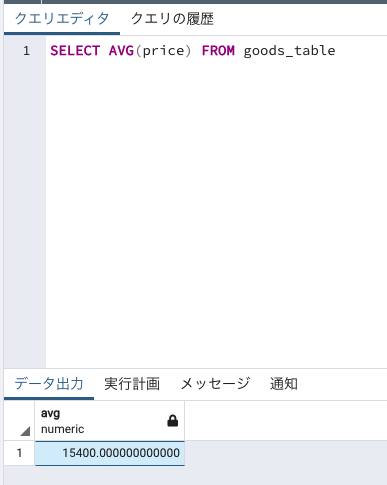 クエリエディタ クエリの履歴
1 SELECT AVG(price) FROM goods_table
データ出力 実行計画 メッセージ 通知
avg
numeric
1 15400.000000000000